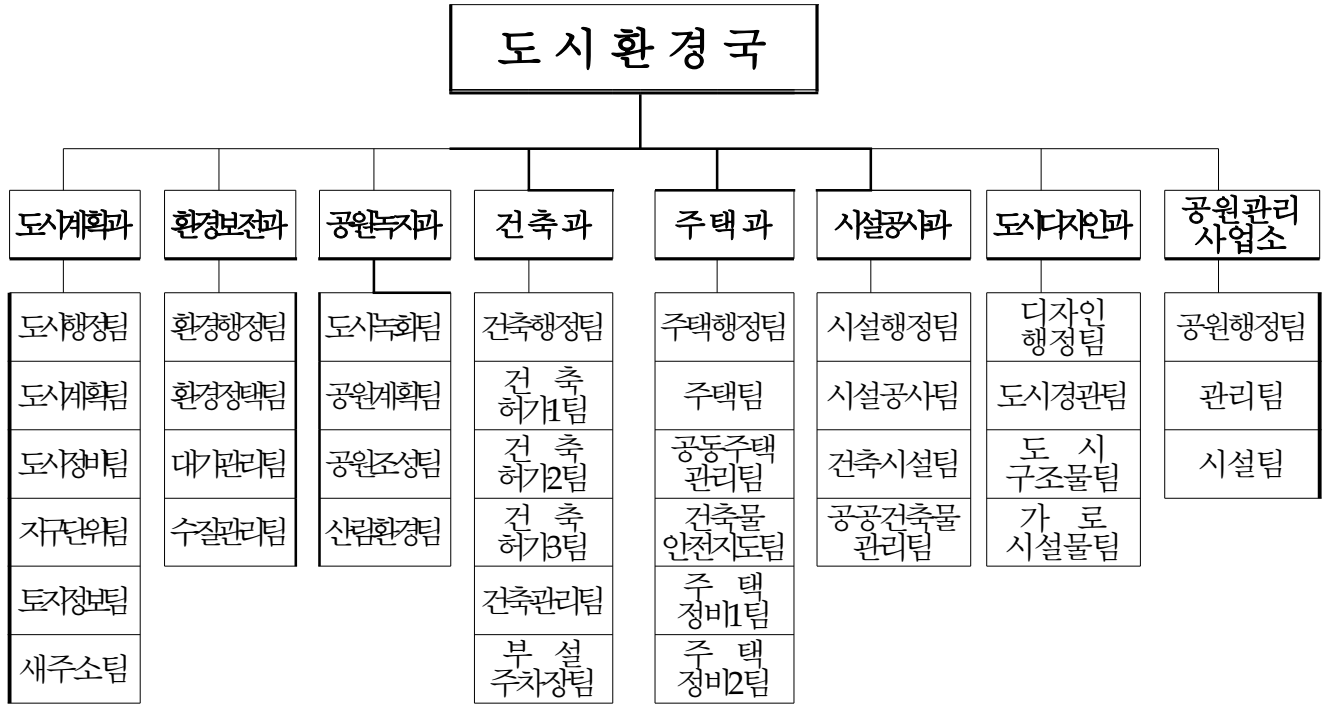 도시환경국
도시계획과
환경보전과
공원녹지과
건축과
주택과
시설공사과
도시디자인과
공원관리
사업소
도시행정팀
도시계획팀
도시정비팀
지구단위팀
토지정보팀
새주소팀
환경행정팀
환경정택팀
대기관리팀
수질관리팀
도시녹화팀
공원계획팀
공원조성팀
산림환경팀
건축행정팀
건 축
허가1팀
건 축
허가2팀
건 축
허가3팀
건축관리팀
부 설
주차장팀
주택행정팀
주택팀
공동주택
관리팀
건축물
안전지도팀
주 택
정비1팀
주 택
정비2팀
시설행정팀
시설공사팀
건축시설팀
공공건축물
관리팀
디자인
행정팀
도시경관팀
도 시
구조물팀
가 로
시설물팀
공원행정팀
관리팀
시설팀